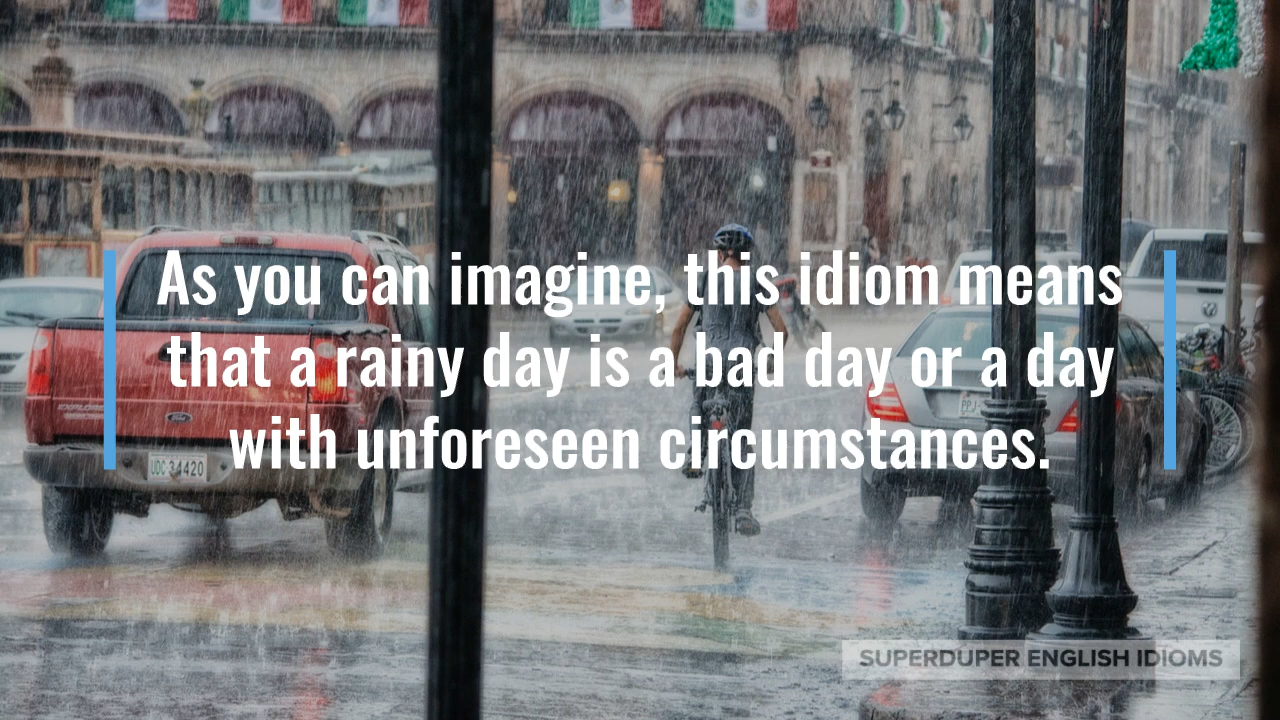 As you can imagine, this idiom means
that a rainy day is a bad day or a day
with unforeseen circumstances.
UDC 34420
SUPERDUPER ENGLISH IDIOMS